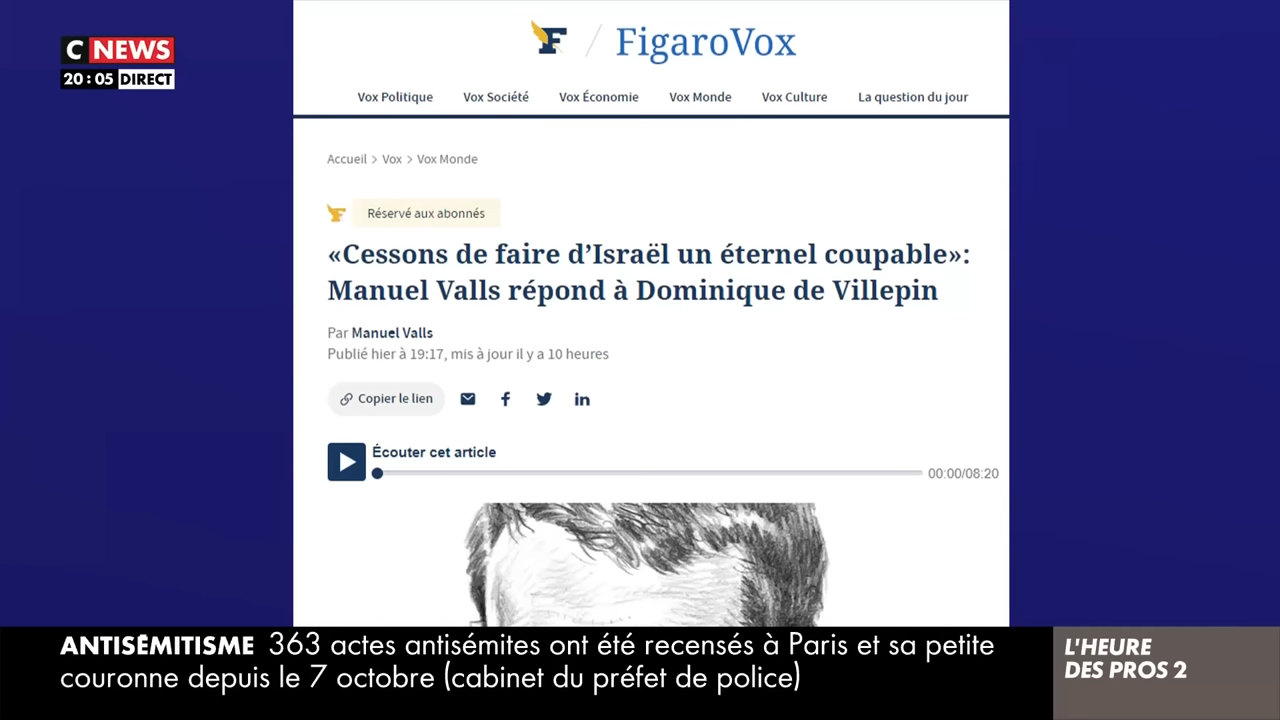 CNEWS
20:05 DIRECT
F / FigaroVox
Vox Politique Vox Société Vox Économie Vox Monde Vox Culture La question du jour
Accueil > Vox > Vox Monde
F Réservé aux abonnés
«Cessons de faire d’Israël un éternel coupable»:
Manuel Valls répond à Dominique de Villepin
Par Manuel Valls
Publié hier à 19:17, mis à jour il y a 10 heures
Copier le lien
Écouter cet article
00:00/08:20
ANTISÉMITISME 363 actes antisémites ont été recensés à Paris et sa petite
couronne depuis le 7 octobre (cabinet du préfet de police)
L'HEURE
DES PROS 2